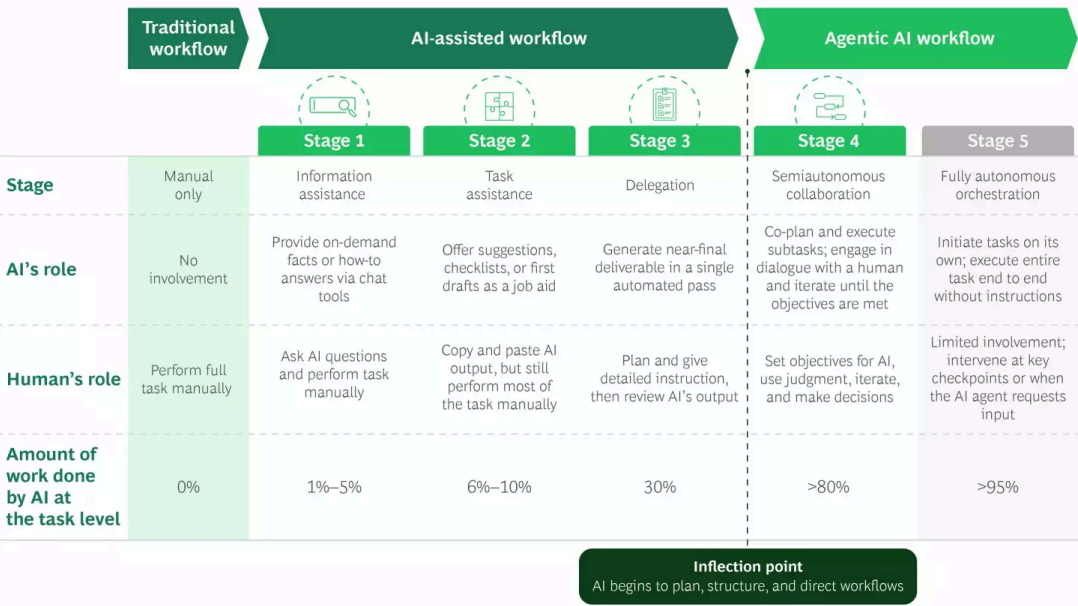 Traditional
workflow
AI-assisted workflow
Agentic AI workflow
Stage 1
Stage 2
Stage 3
Stage 4
Stage 5
Stage
Manual
only
Information
assistance
Task
assistance
Delegation
Semiautonomous
collaboration
Fully autonomous
orchestration
AI's role
No
involvement
Provide on-demand
facts or how-to
answers via chat
tools
Offer suggestions,
checklists, or first
drafts as a job aid
Generate near-final
deliverable in a single
automated pass
Co-plan and execute
subtasks; engage in
dialogue with a human
and iterate until the
objectives are met
Initiate tasks on its
own; execute entire
task end to end
without instructions
Human's role
Perform full
task manually
Ask AI questions
and perform task
manually
Copy and paste AI
output, but still
perform most of
the task manually
Plan and give
detailed instruction,
then review AI's output
Set objectives for AI,
use judgment, iterate,
and make decisions
Limited involvement;
intervene at key
checkpoints or when
the AI agent requests
input
Amount of
work done
by AI at
the task level
0%
1%–5%
6%–10%
30%
>80%
>95%
Inflection point
AI begins to plan, structure, and direct workflows